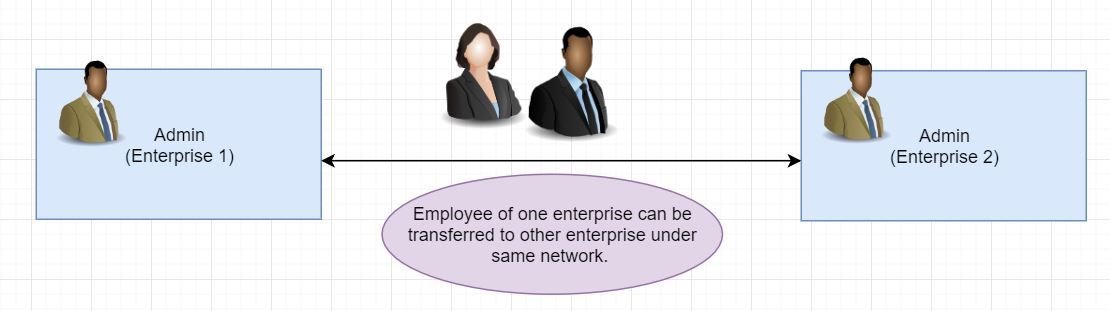 Admin
(Enterprise 1)
Employee of one enterprise can be
transferred to other enterprise under
same network.
Admin
(Enterprise 2)